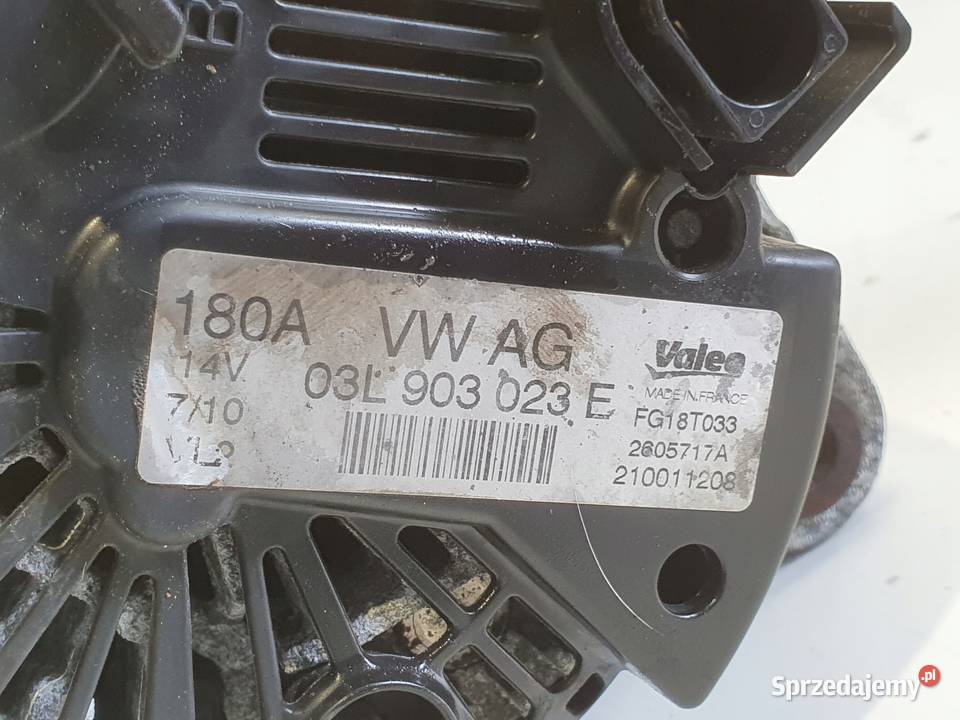 B
180A VW AG Valeo
14V 03L 903 023 E MADE IN FRANCE
7/10 FG18T033
2605717A
210011208
Sprzedajemy.pl